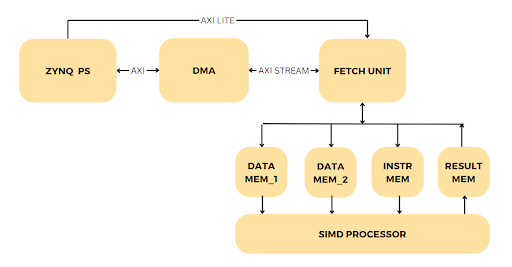 AXI LITE
ZYNQ PS
AXI
DMA
AXI STREAM
FETCH UNIT
DATA
MEM_1
DATA
MEM_2
INSTR
MEM
RESULT
MEM
SIMD PROCESSOR